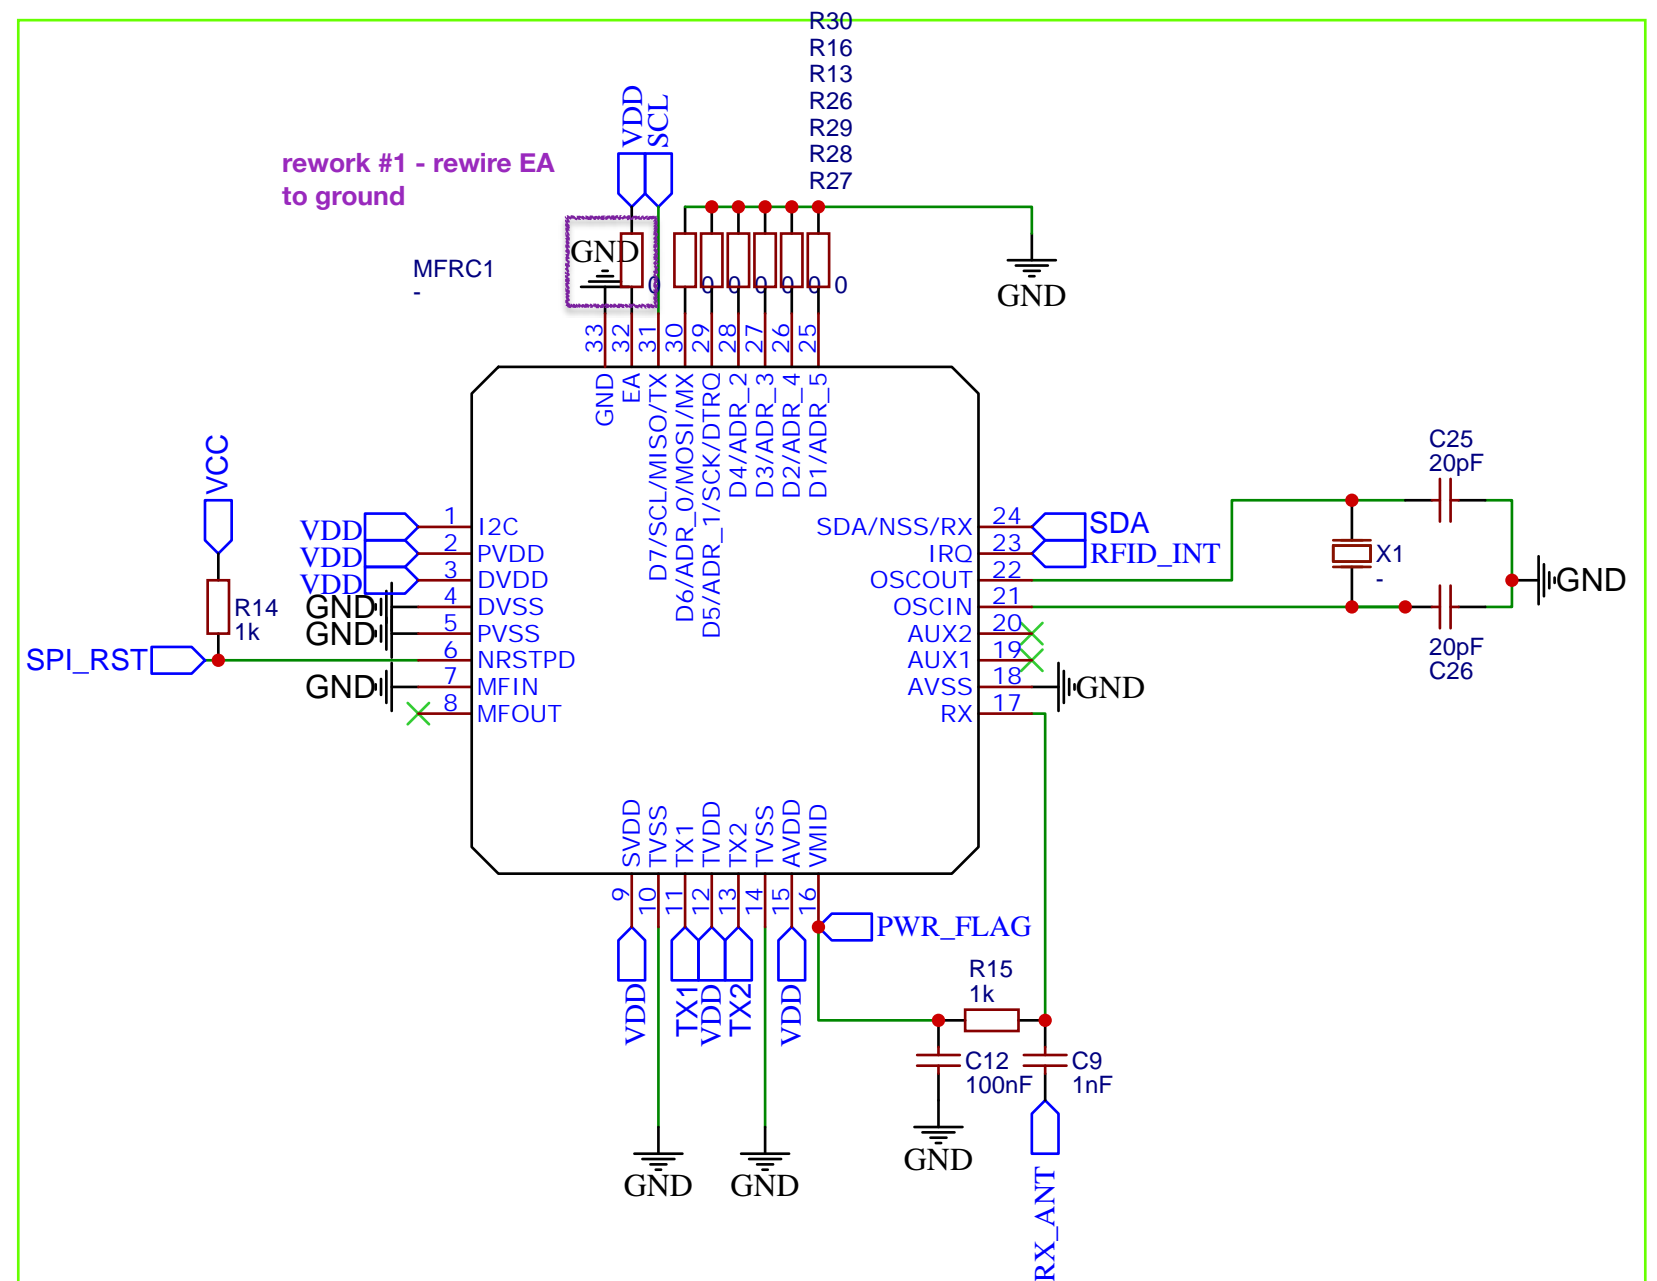 R30
R16
R13
R26
R29
R28
R27
VDD
SCL
rework #1 - rewire EA
to ground
GND
0
0
0
0
0
0
0
GND
MFRC1
-
33
32
31
30
29
28
27
26
25
GND
EA
D7/SCL/MISO/TX
D6/ADR_0/MOSI/MX
D5/ADR_1/SCK/DTRQ
D4/ADR_2
D3/ADR_3
D2/ADR_4
D1/ADR_5
VCC
R14
1k
SPI_RST
VDD 1 I2C
VDD 2 PVDD
VDD 3 DVDD
GND 4 DVSS
GND 5 PVSS
6 NRSTPD
GND 7 MFIN
8 MFOUT
SDA/NSS/RX 24 SDA
IRQ 23 RFID_INT
OSCOUT 22
OSCIN 21
AUX2 20
AUX1 19
AVSS 18 GND
RX 17
C25
20pF
X1
-
GND
20pF
C26
SVDD
TVSS
TX1
TVDD
TX2
TVSS
AVDD
VMID
9
10
11
12
13
14
15
16
VDD
TX1
VDD
TX2
VDD
PWR_FLAG
R15
1k
C12
100nF
C9
1nF
GND
GND
GND
RX_ANT